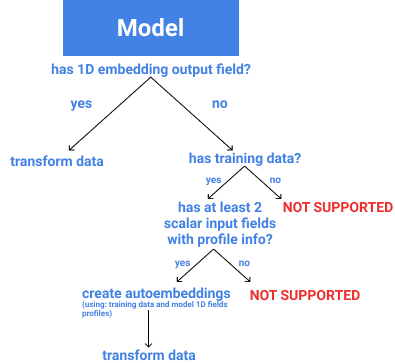 Model
has 1D embedding output field?
yes
no
transform data
has training data?
yes
no
has at least 2
scalar input fields
with profile info?
NOT SUPPORTED
yes
no
create autoembeddings
(using: training data and model 1D fields
profiles)
NOT SUPPORTED
transform data